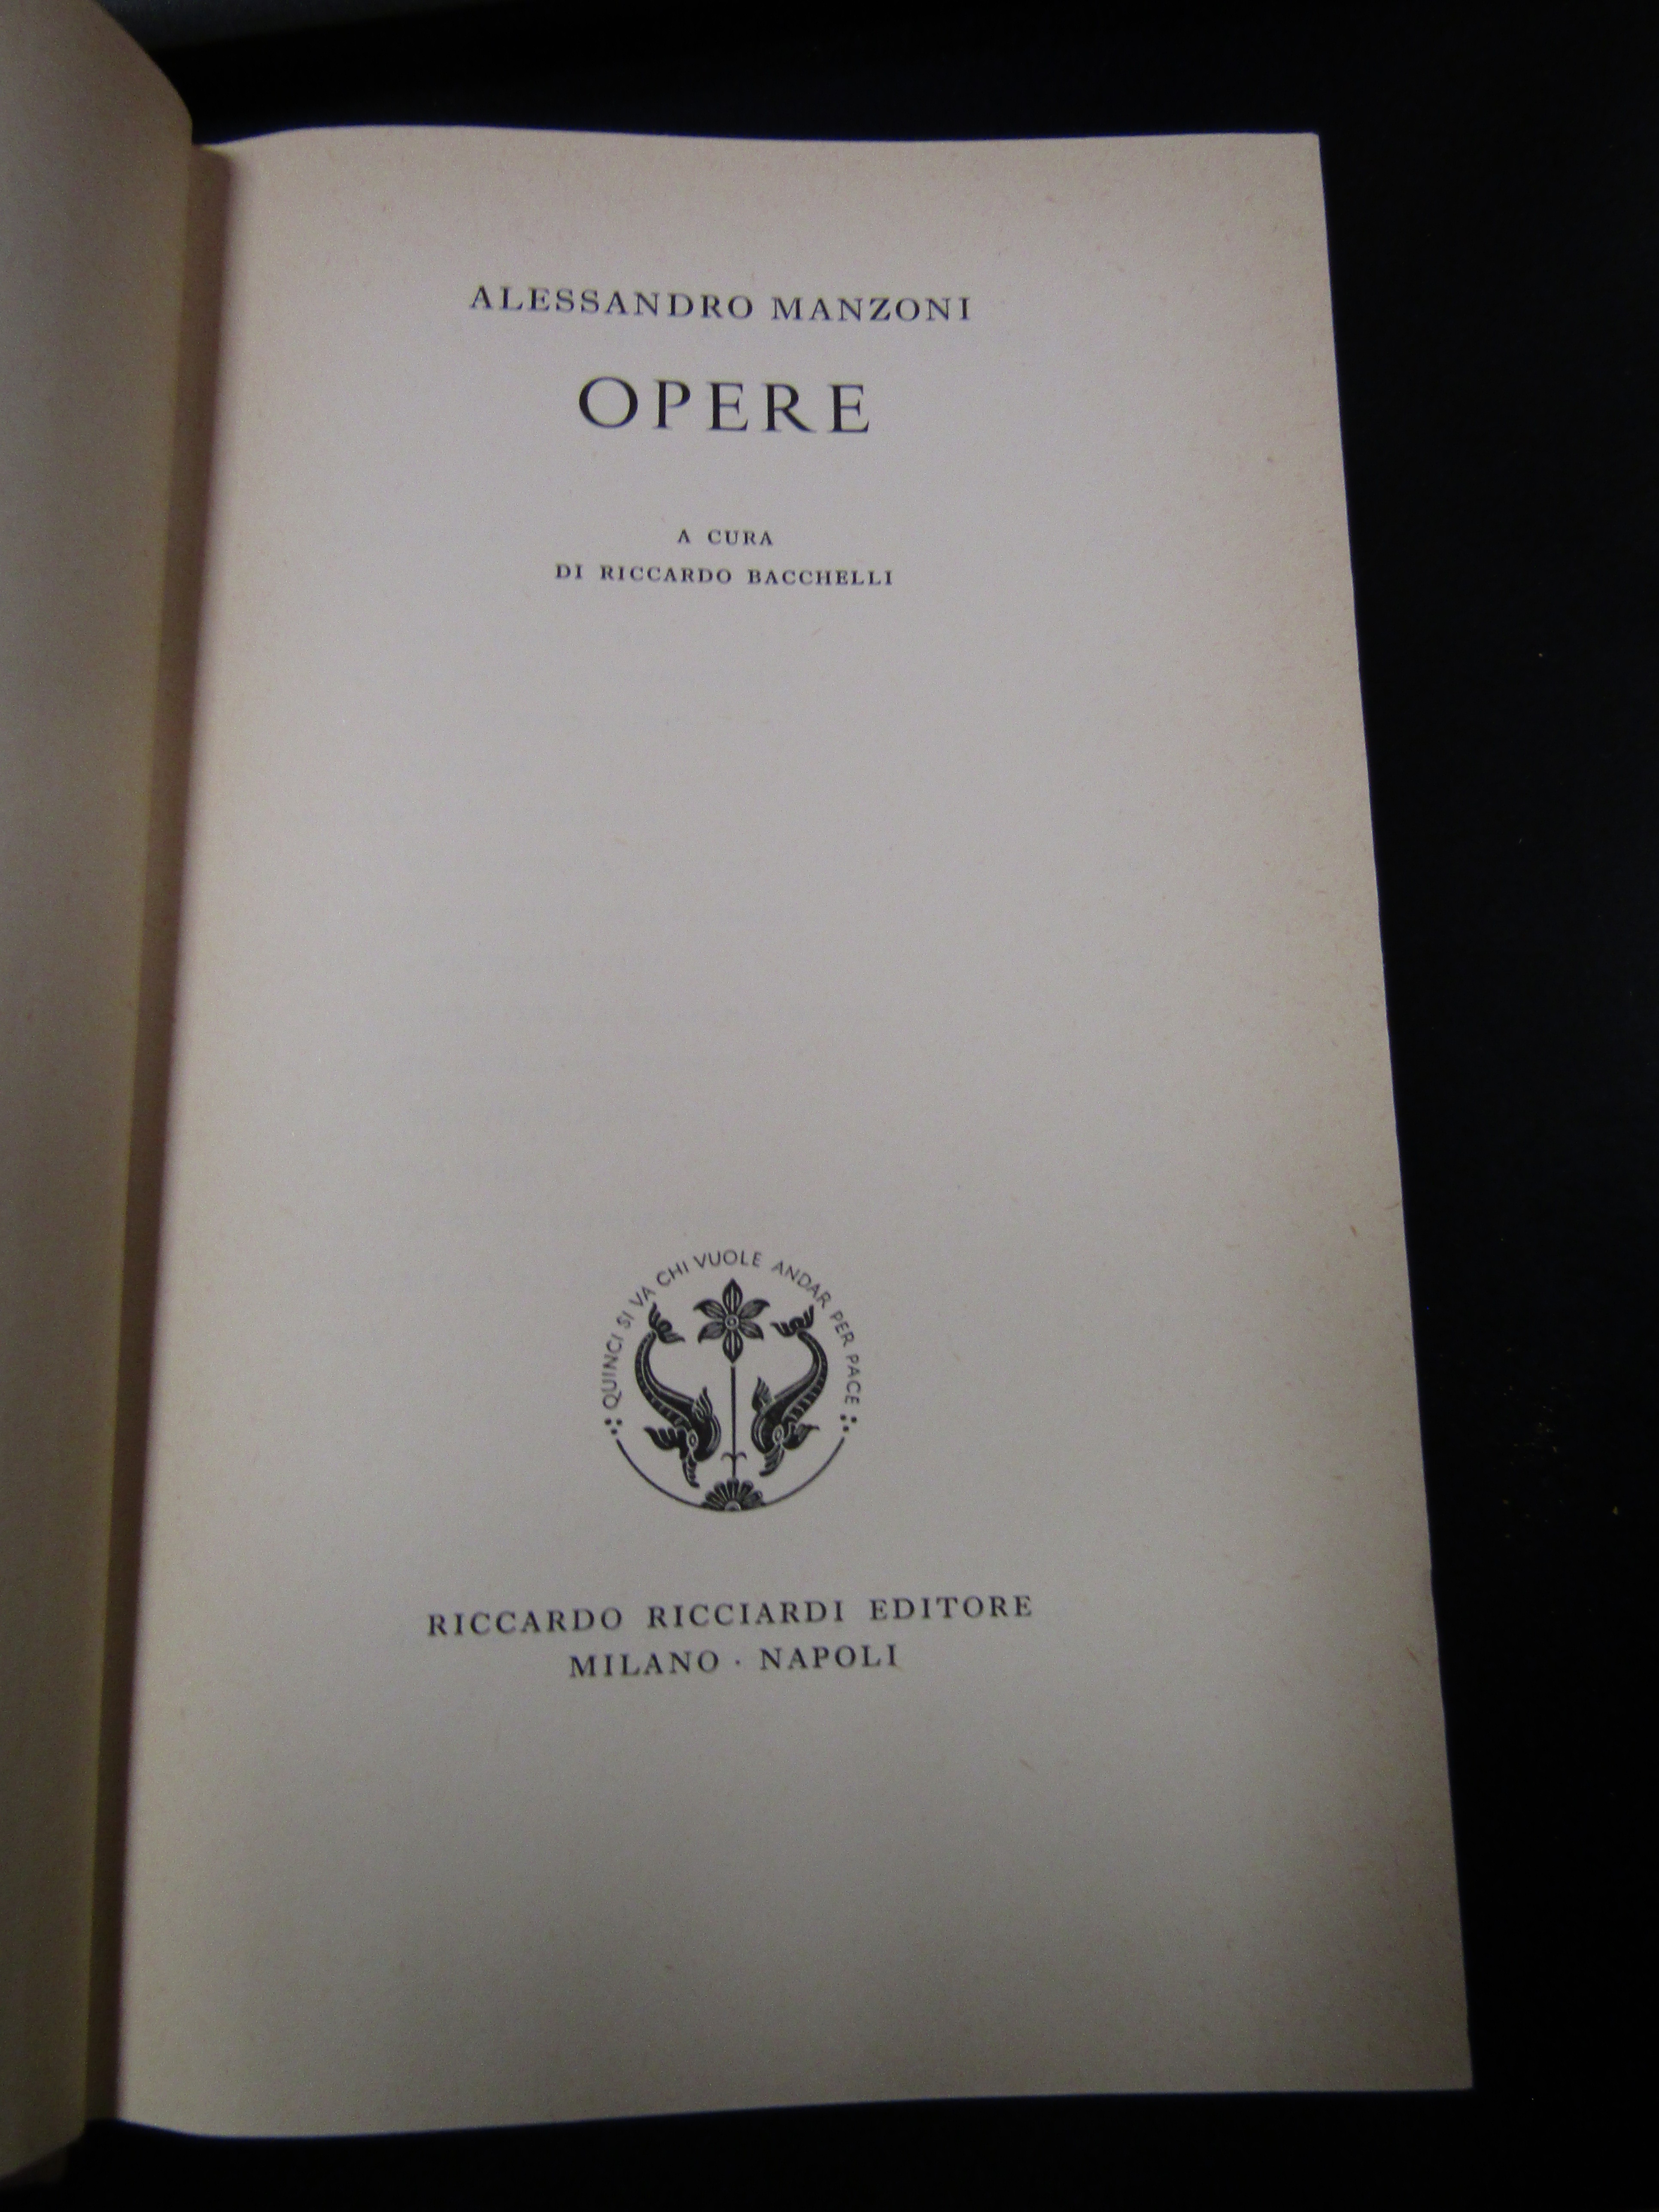 ALESSANDRO MANZONI
OPERE
A CURA
DI RICCARDO BACCHELLI
QUINCI SI VA CHI VUOLE ANDAR PER PACE
RICCARDO RICCIARDI EDITORE
MILANO · NAPOLI